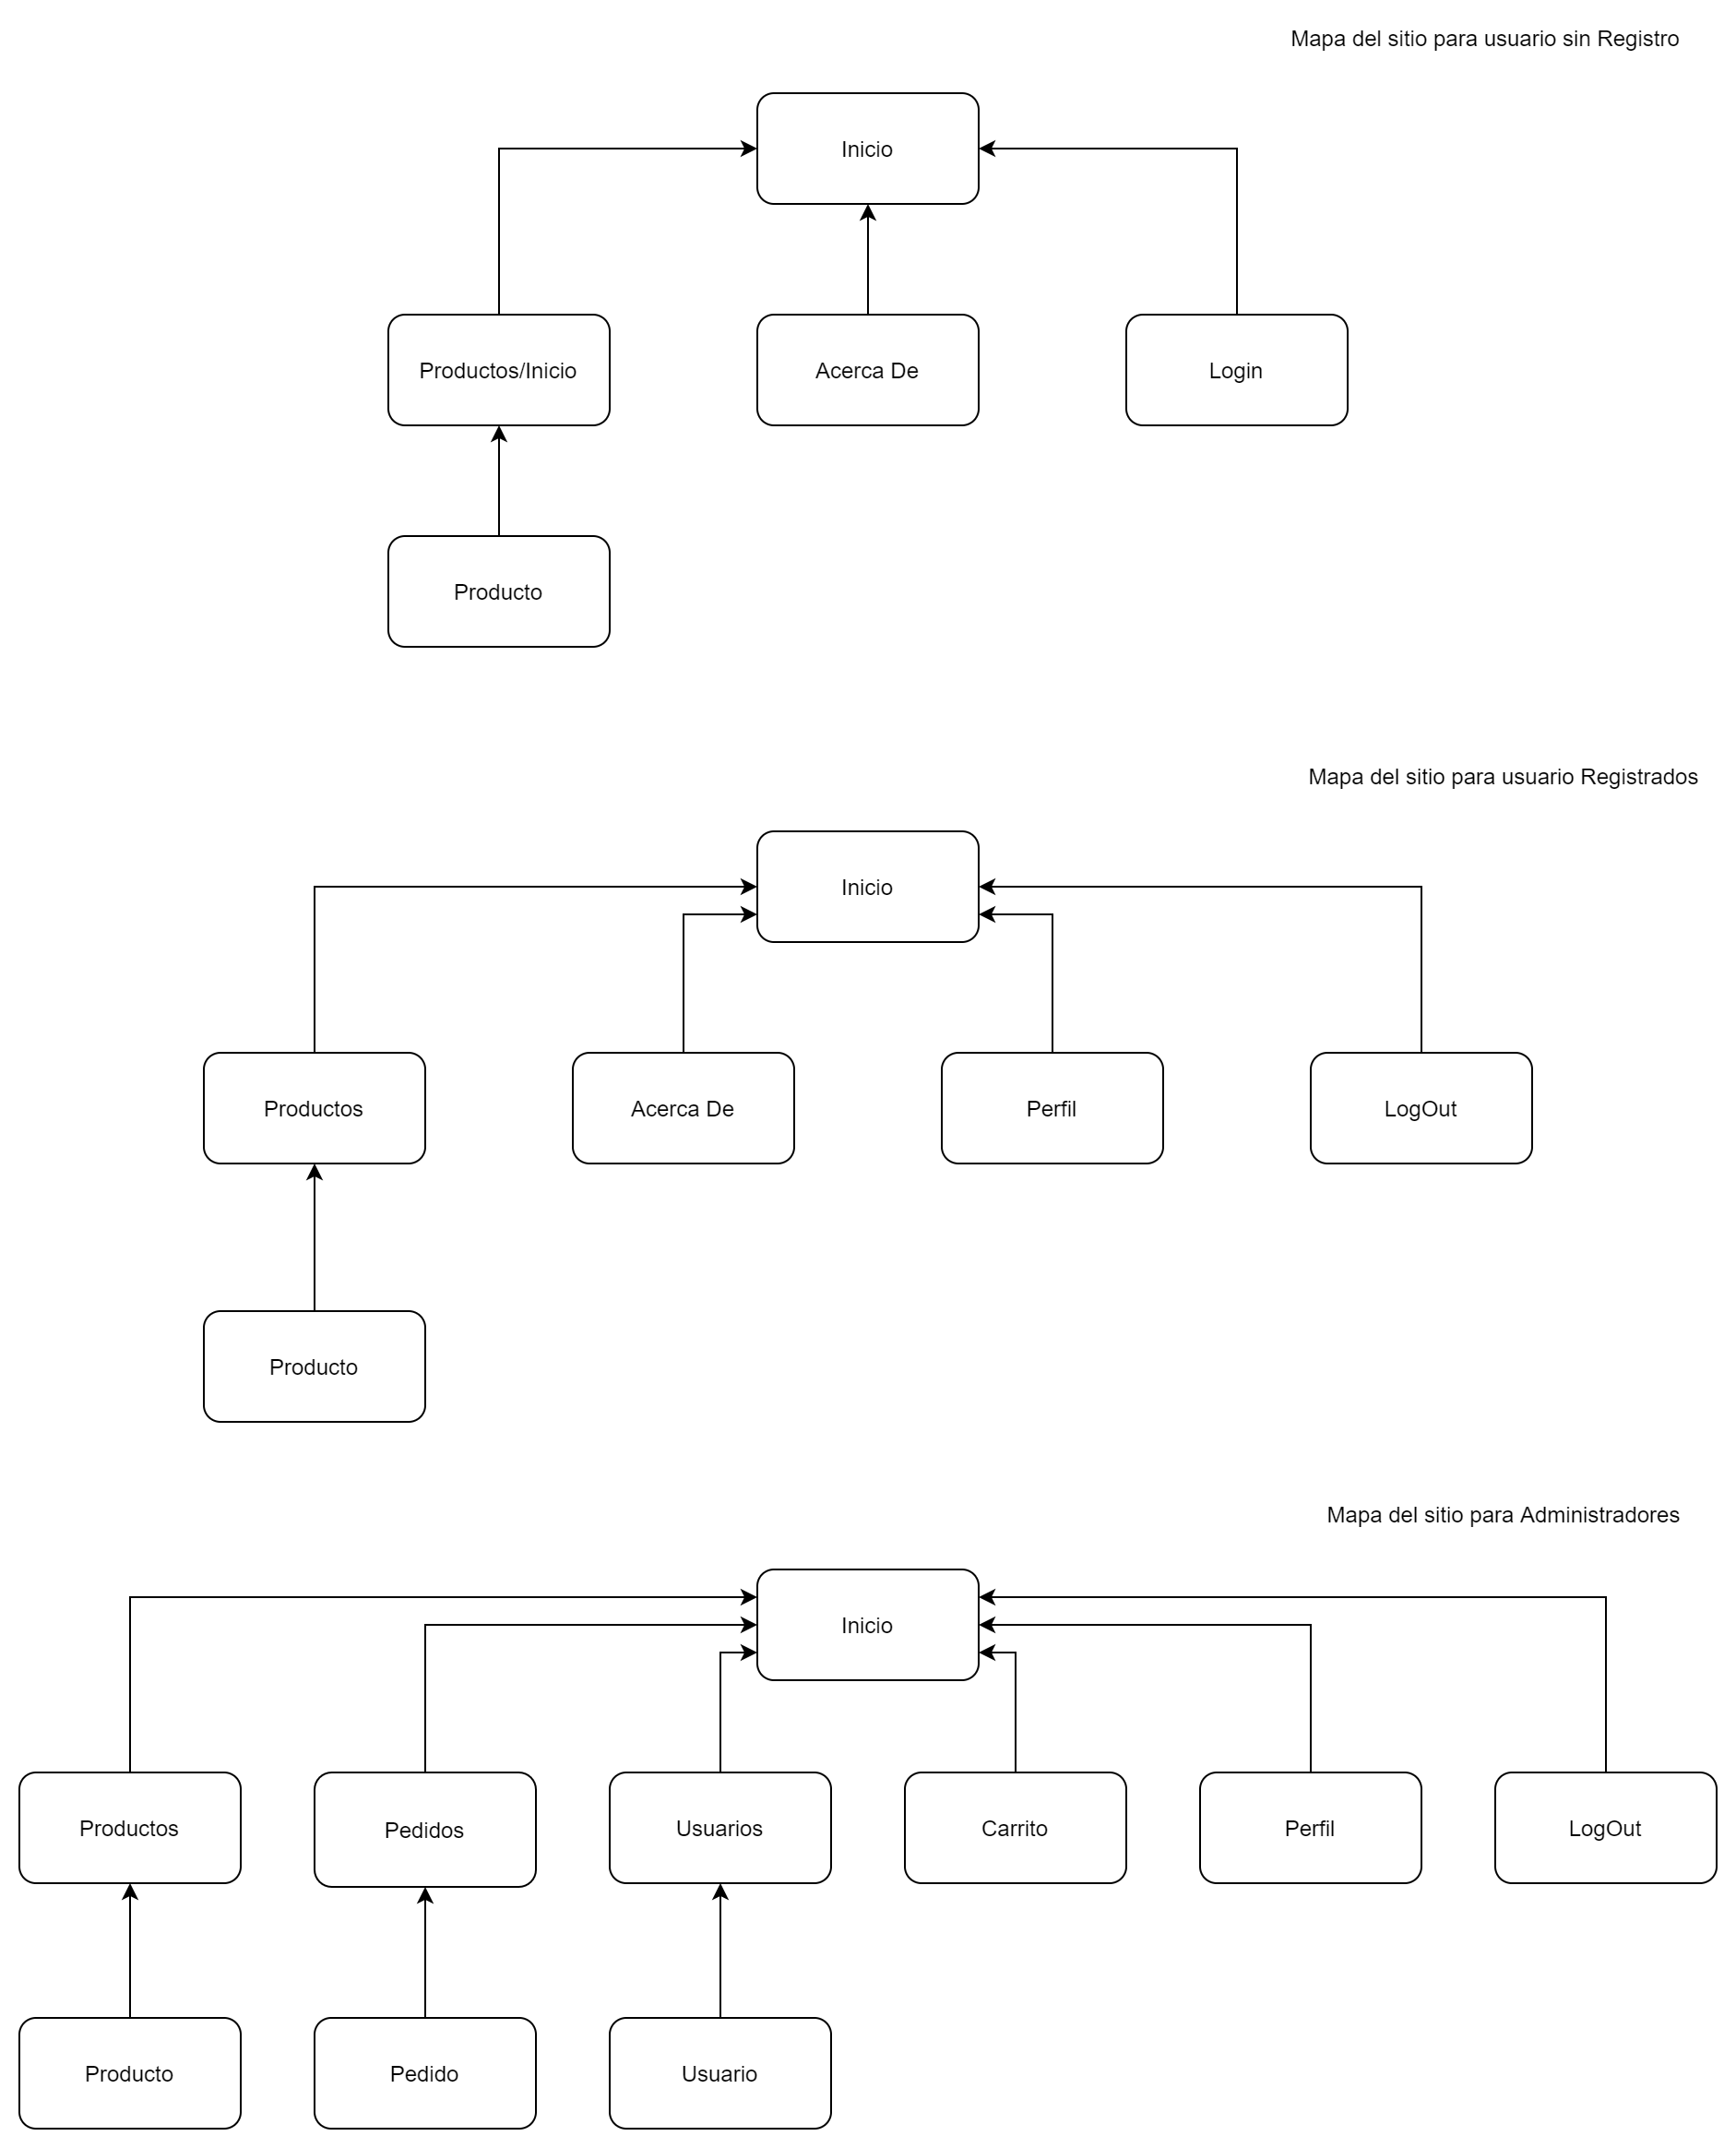 Mapa del sitio para usuario sin Registro
Inicio
Productos/Inicio
Acerca De
Login
Producto
Mapa del sitio para usuario Registrados
Inicio
Productos
Acerca De
Perfil
LogOut
Producto
Mapa del sitio para Administradores
Inicio
Productos
Pedidos
Usuarios
Carrito
Perfil
LogOut
Producto
Pedido
Usuario